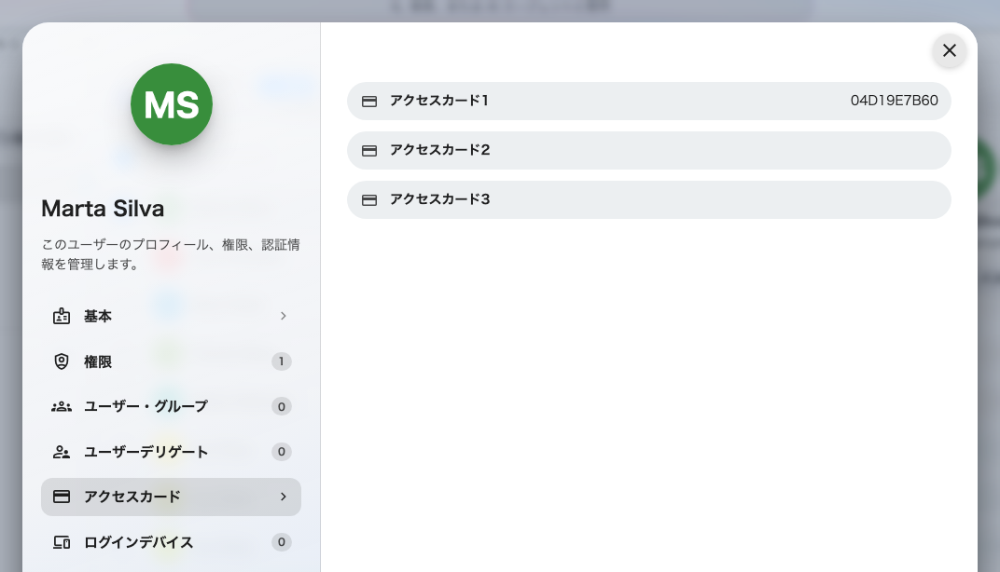 MS
Marta Silva
このユーザーのプロフィール、権限、認証情
報を管理します。
基本
権限 1
ユーザー・グループ 0
ユーザーデリゲート 0
アクセスカード
ログインデバイス 0
アクセスカード1 04D19E7B60
アクセスカード2
アクセスカード3